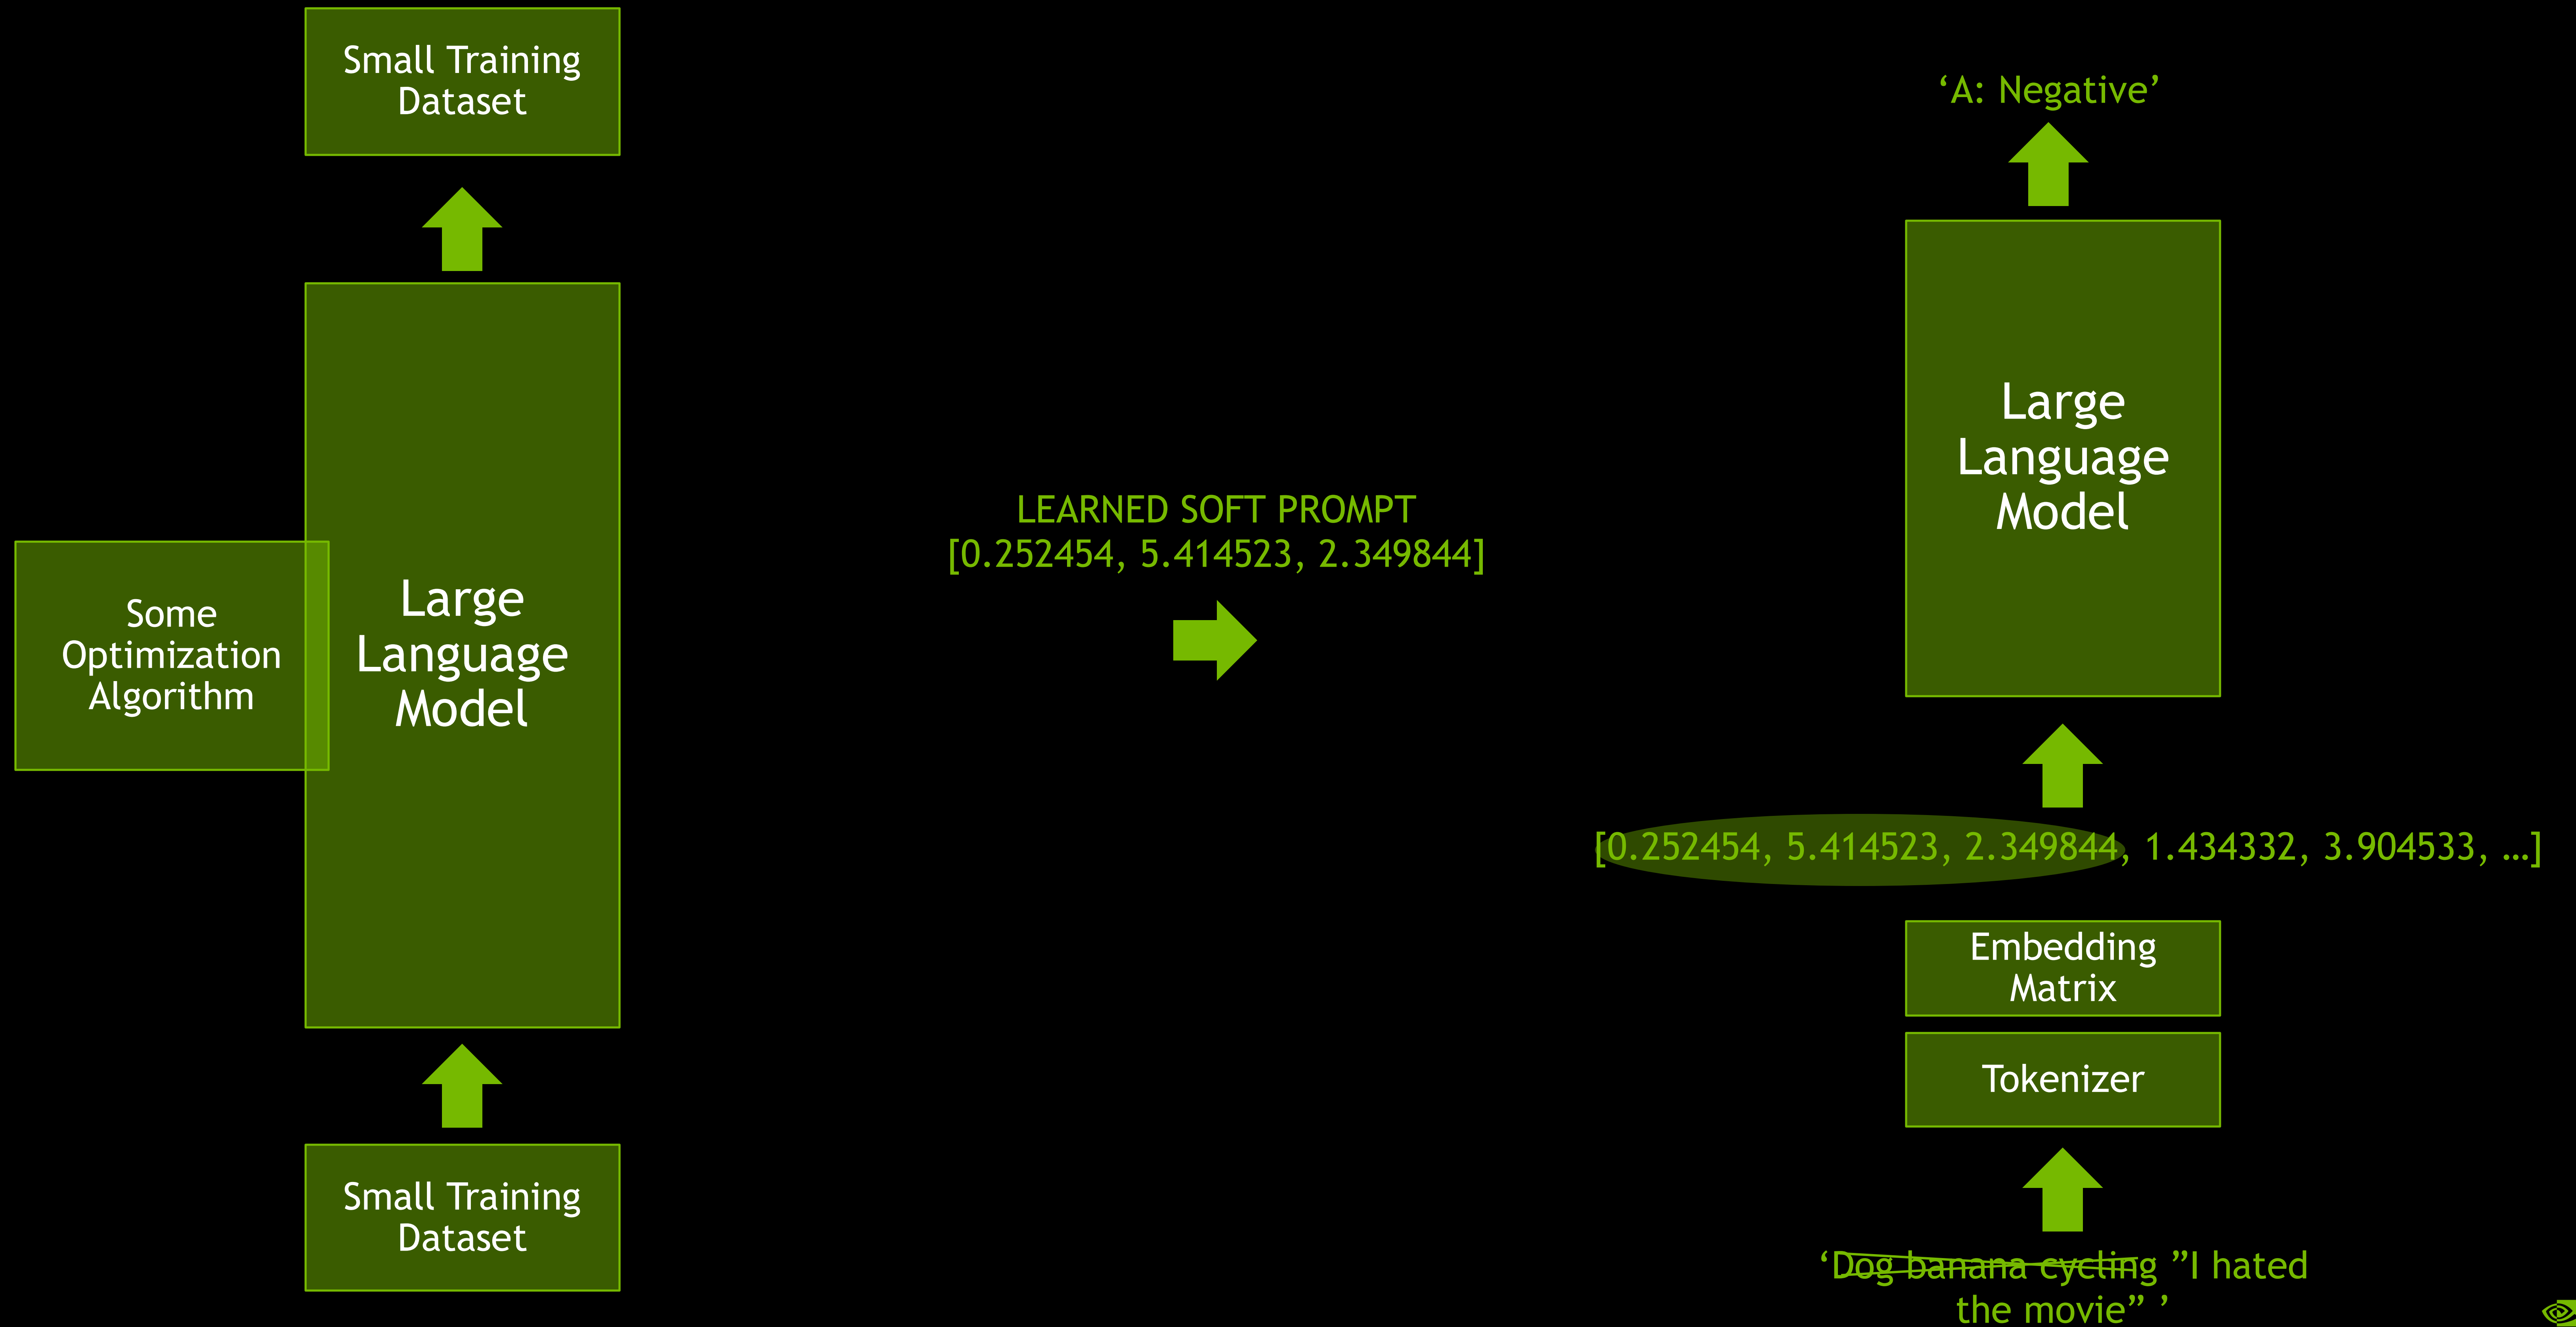 Small Training
Dataset
Some
Optimization
Algorithm
Large
Language
Model
Small Training
Dataset
LEARNED SOFT PROMPT
[0.252454, 5.414523, 2.349844]
‘A: Negative’
Large
Language
Model
[0.252454, 5.414523, 2.349844, 1.434332, 3.904533, …]
Embedding
Matrix
Tokenizer
‘Dog banana cycling ”I hated
the movie” ’